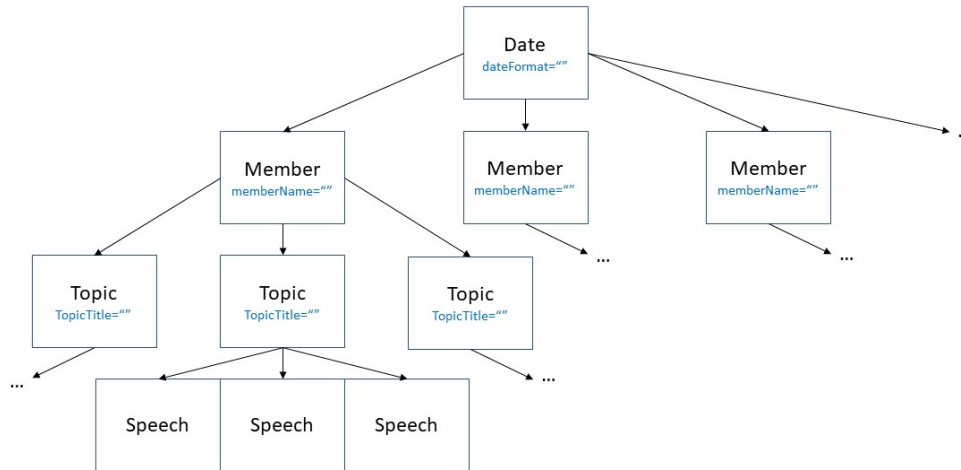 Date
dateFormat=“”
Member
memberName=“”
Member
memberName=“”
Member
memberName=“”
...
...
Topic
TopicTitle=“”
Topic
TopicTitle=“”
Topic
TopicTitle=“”
...
...
Speech
Speech
Speech